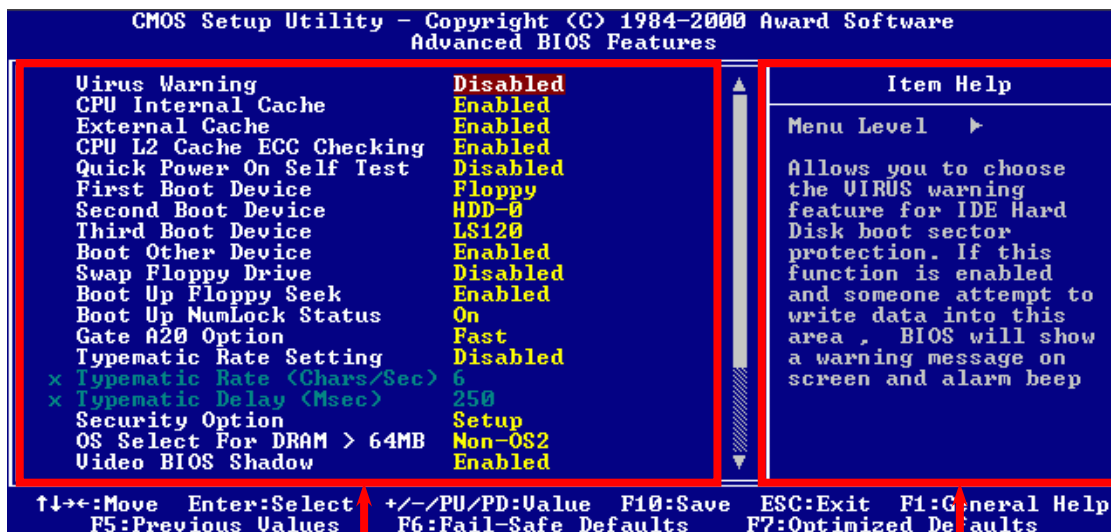 CMOS Setup Utility - Copyright (C) 1984-2000 Award Software
Advanced BIOS Features
Virus Warning Disabled
CPU Internal Cache Enabled
External Cache Enabled
CPU L2 Cache ECC Checking Enabled
Quick Power On Self Test Disabled
First Boot Device Floppy
Second Boot Device HDD-0
Third Boot Device LS120
Boot Other Device Enabled
Swap Floppy Drive Disabled
Boot Up Floppy Seek Enabled
Boot Up NumLock Status On
Gate A20 Option Fast
Typematic Rate Setting Disabled
x Typematic Rate (Chars/Sec) 6
x Typematic Delay (Msec) 250
Security Option Setup
OS Select For DRAM > 64MB Non-OS2
Video BIOS Shadow Enabled
Item Help
Menu Level ►
Allows you to choose
the VIRUS warning
feature for IDE Hard
Disk boot sector
protection. If this
function is enabled
and someone attempt to
write data into this
area , BIOS will show
a warning message on
screen and alarm beep
↑↓→←:Move Enter:Select +/-/PU/PD:Value F10:Save ESC:Exit F1:General Help
F5:Previous Values F6:Fail-Safe Defaults F7:Optimized Defaults